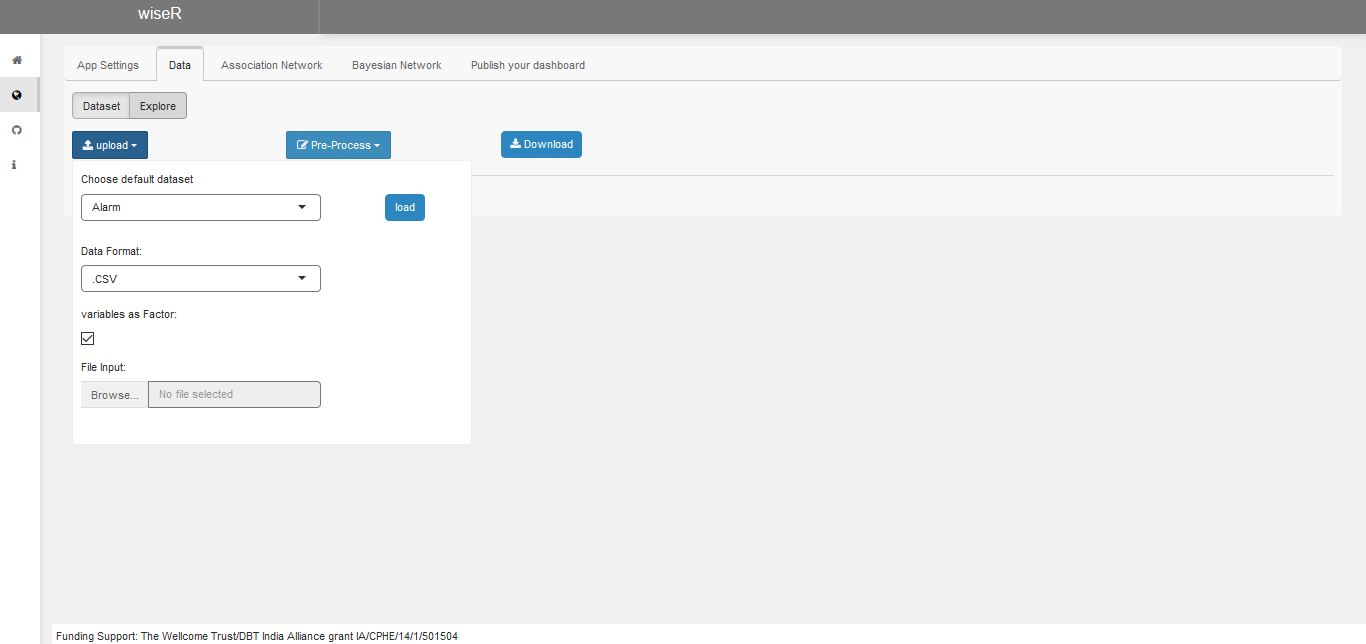 wiseR
App Settings Data Association Network Bayesian Network Publish your dashboard
Dataset Explore
upload Pre-Process Download
Choose default dataset
Alarm load
Data Format:
.CSV
variables as Factor:
File Input:
Browse... No file selected
Funding Support: The Wellcome Trust/DBT India Alliance grant IA/CPHE/14/1/501504